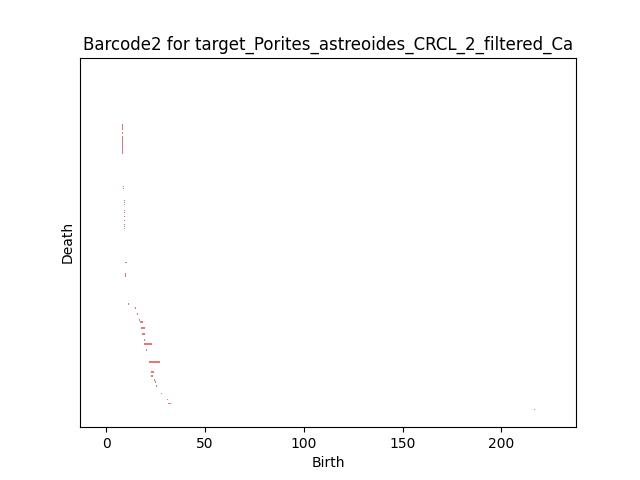 Barcode2 for target_Porites_astreoides_CRCL_2_filtered_Ca
Death
0 50 100 150 200
Birth